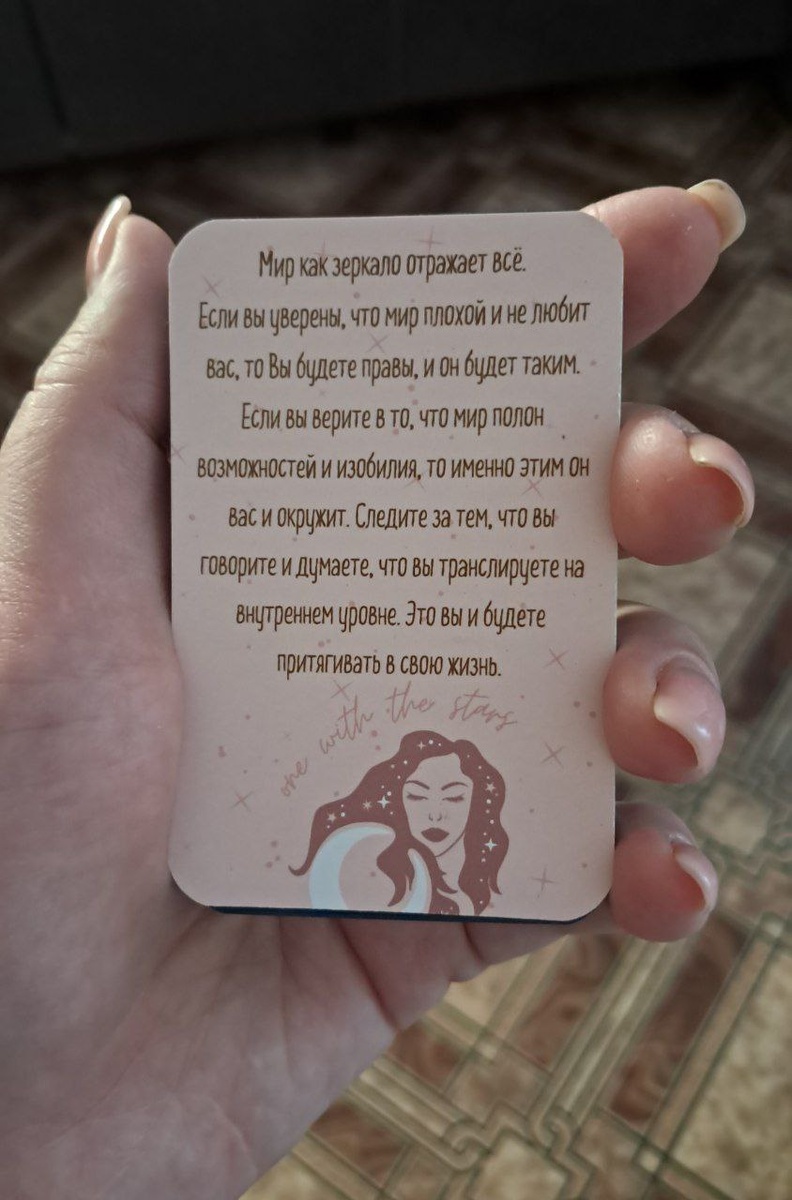 Мир как зеркало отражает всё.
Если вы уверены, что мир плохой и не любит
вас, то Вы будете правы, и он будет таким.
Если вы верите в то, что мир полон
возможностей и изобилия, то именно этим он
вас и окружит. Следите за тем, что вы
говорите и думаете, что вы транслируете на
внутреннем уровне. Это вы и будете
притягивать в свою жизнь.
one with the stars